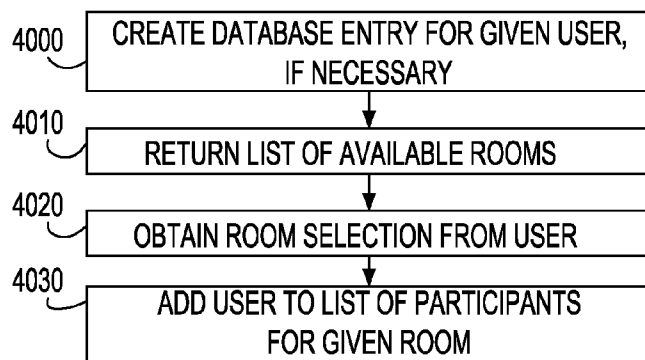 4000
CREATE DATABASE ENTRY FOR GIVEN USER,
IF NECESSARY
4010
RETURN LIST OF AVAILABLE ROOMS
4020
OBTAIN ROOM SELECTION FROM USER
4030
ADD USER TO LIST OF PARTICIPANTS
FOR GIVEN ROOM